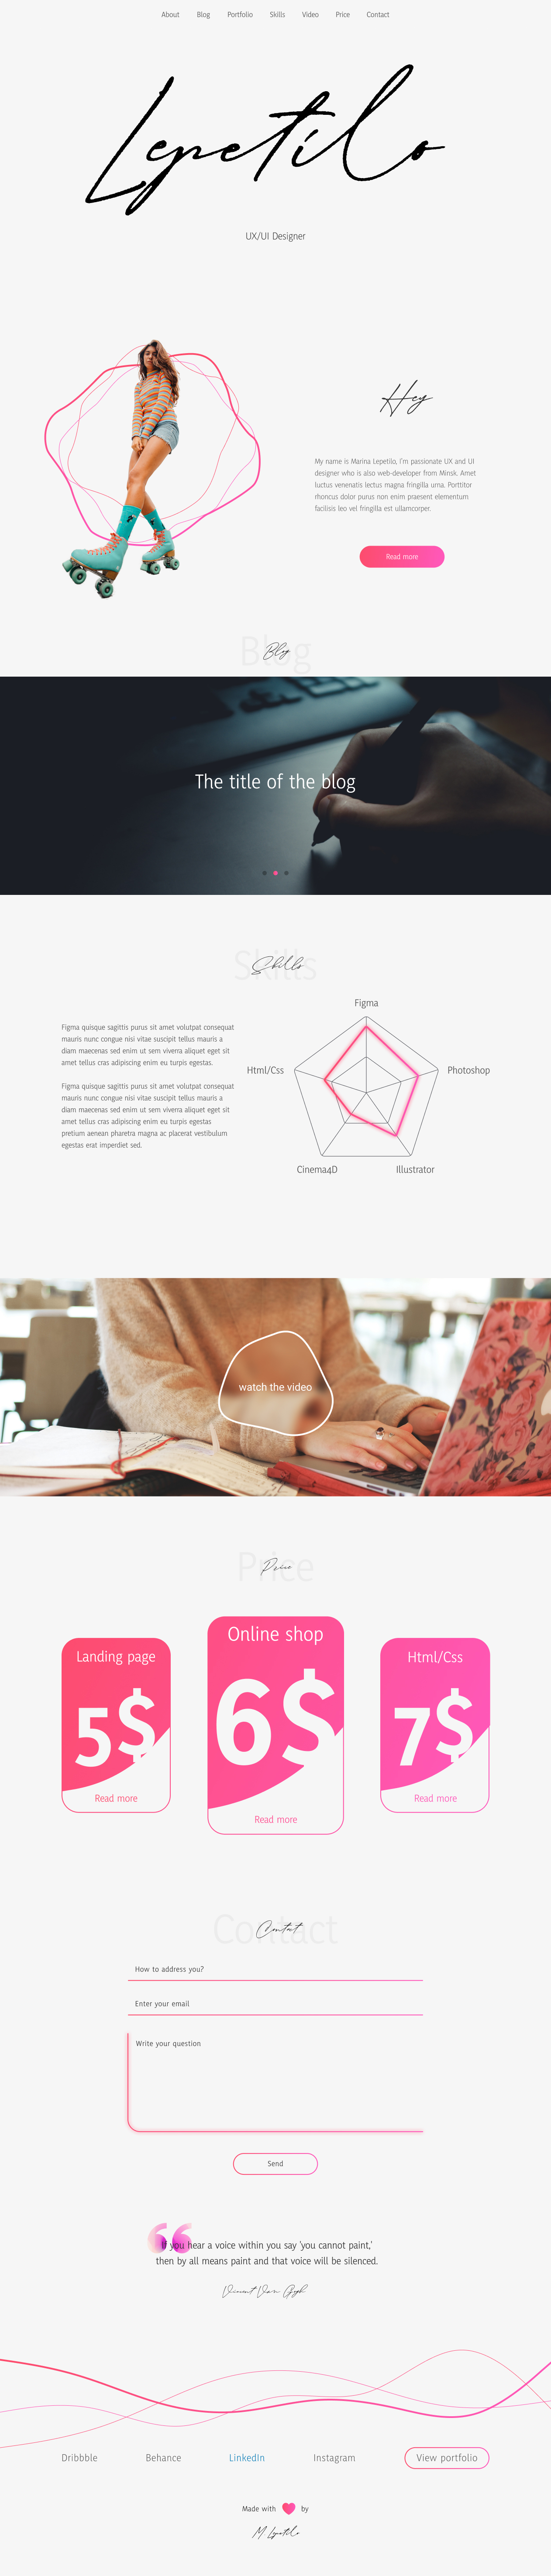 About Blog Portfolio Skills Video Price Contact
Lepetilo
UX/UI Designer
Hey
My name is Marina Lepetilo, I'm passionate UX and UI
designer who is also web-developer from Minsk. Amet
luctus venenatis lectus magna fringilla urna. Porttitor
rhoncus dolor purus non enim praesent elementum
facilisis leo vel fringilla est ullamcorper.
Read more
Blog
Blog
The title of the blog
Skills
Skills
Figma quisque sagittis purus sit amet volutpat consequat
mauris nunc congue nisi vitae suscipit tellus mauris a
diam maecenas sed enim ut sem viverra aliquet eget sit
amet tellus cras adipiscing enim eu turpis egestas.
Figma quisque sagittis purus sit amet volutpat consequat
mauris nunc congue nisi vitae suscipit tellus mauris a
diam maecenas sed enim ut sem viverra aliquet eget sit
amet tellus cras adipiscing enim eu turpis egestas
pretium aenean pharetra magna ac placerat vestibulum
egestas erat imperdiet sed.
Figma
Html/Css
Photoshop
Cinema4D
Illustrator
watch the video
Price
Price
Landing page
5$
Read more
Online shop
6$
Read more
Html/Css
7$
Read more
Contact
Contact
How to address you?
Enter your email
Write your question
Send
If you hear a voice within you say 'you cannot paint,'
then by all means paint and that voice will be silenced.
Vincent Van Gogh
Dribbble Behance LinkedIn Instagram View portfolio
Made with by
M Lepetilo